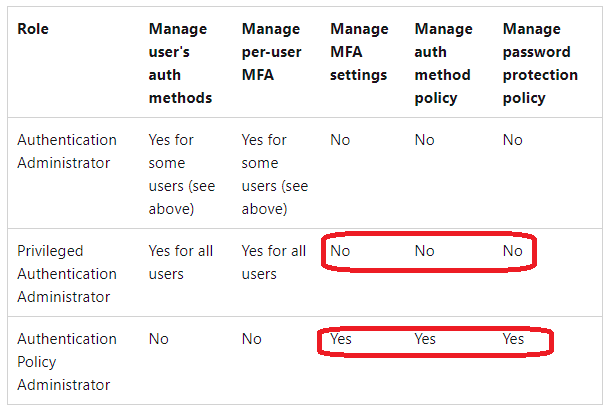 Role Manage Manage Manage Manage Manage
user's per-user MFA auth password
auth MFA settings method protection
methods policy policy
Authentication Yes for Yes for No No No
Administrator some some
users (see users (see
above) above)
Privileged Yes for all Yes for all No No No
Authentication users users
Administrator
Authentication No No Yes Yes Yes
Policy
Administrator